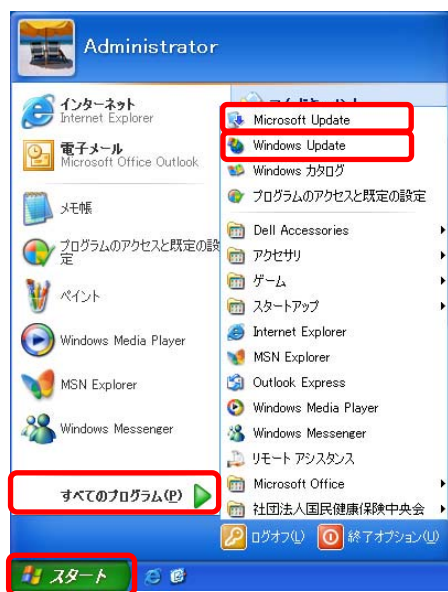 Administrator
インターネット
Internet Explorer
電子メール
Microsoft Office Outlook
メモ帳
プログラムのアクセスと既定の設
定
ペイント
Windows Media Player
MSN Explorer
Windows Messenger
すべてのプログラム(P)
Microsoft Update
Windows Update
Windows カタログ
プログラムのアクセスと既定の設定
Dell Accessories
アクセサリ
ゲーム
スタートアップ
Internet Explorer
MSN Explorer
Outlook Express
Windows Media Player
Windows Messenger
リモート アシスタンス
Microsoft Office
社団法人国民健康保険中央会
ログオフ(L)
終了オプション(U)
スタート